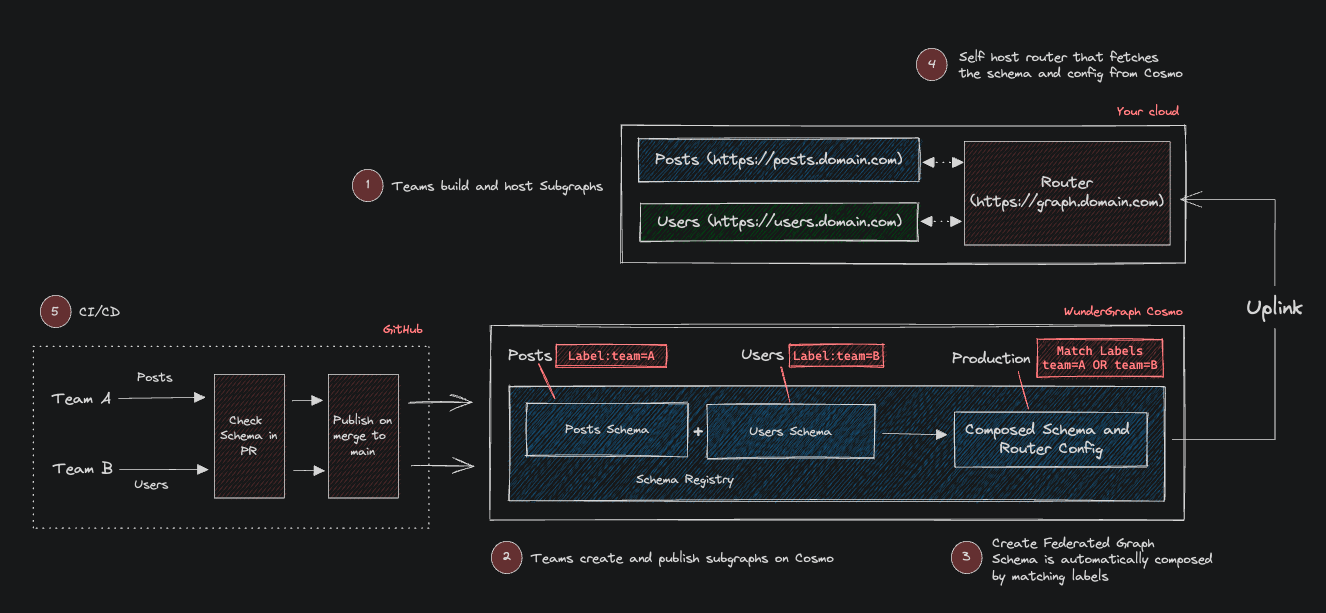 4
Self host router that fetches
the schema and config from Cosmo
Your cloud
Posts (https://posts.domain.com)
Router
(https://graph.domain.com)
1
Teams build and host Subgraphs
Users (https://users.domain.com)
Uplink
5
CI/CD
GitHub
WunderGraph Cosmo
Posts
Label:team=A
Users
Label:team=B
Production
Match Labels
team=A OR team=B
Posts
Team A
Check
Schema in
PR
Publish on
merge to
main
Team B
Users
Posts Schema
+
Users Schema
Composed Schema and
Router Config
Schema Registry
2
Teams create and publish subgraphs on Cosmo
3
Create Federated Graph
Schema is automatically composed
by matching labels